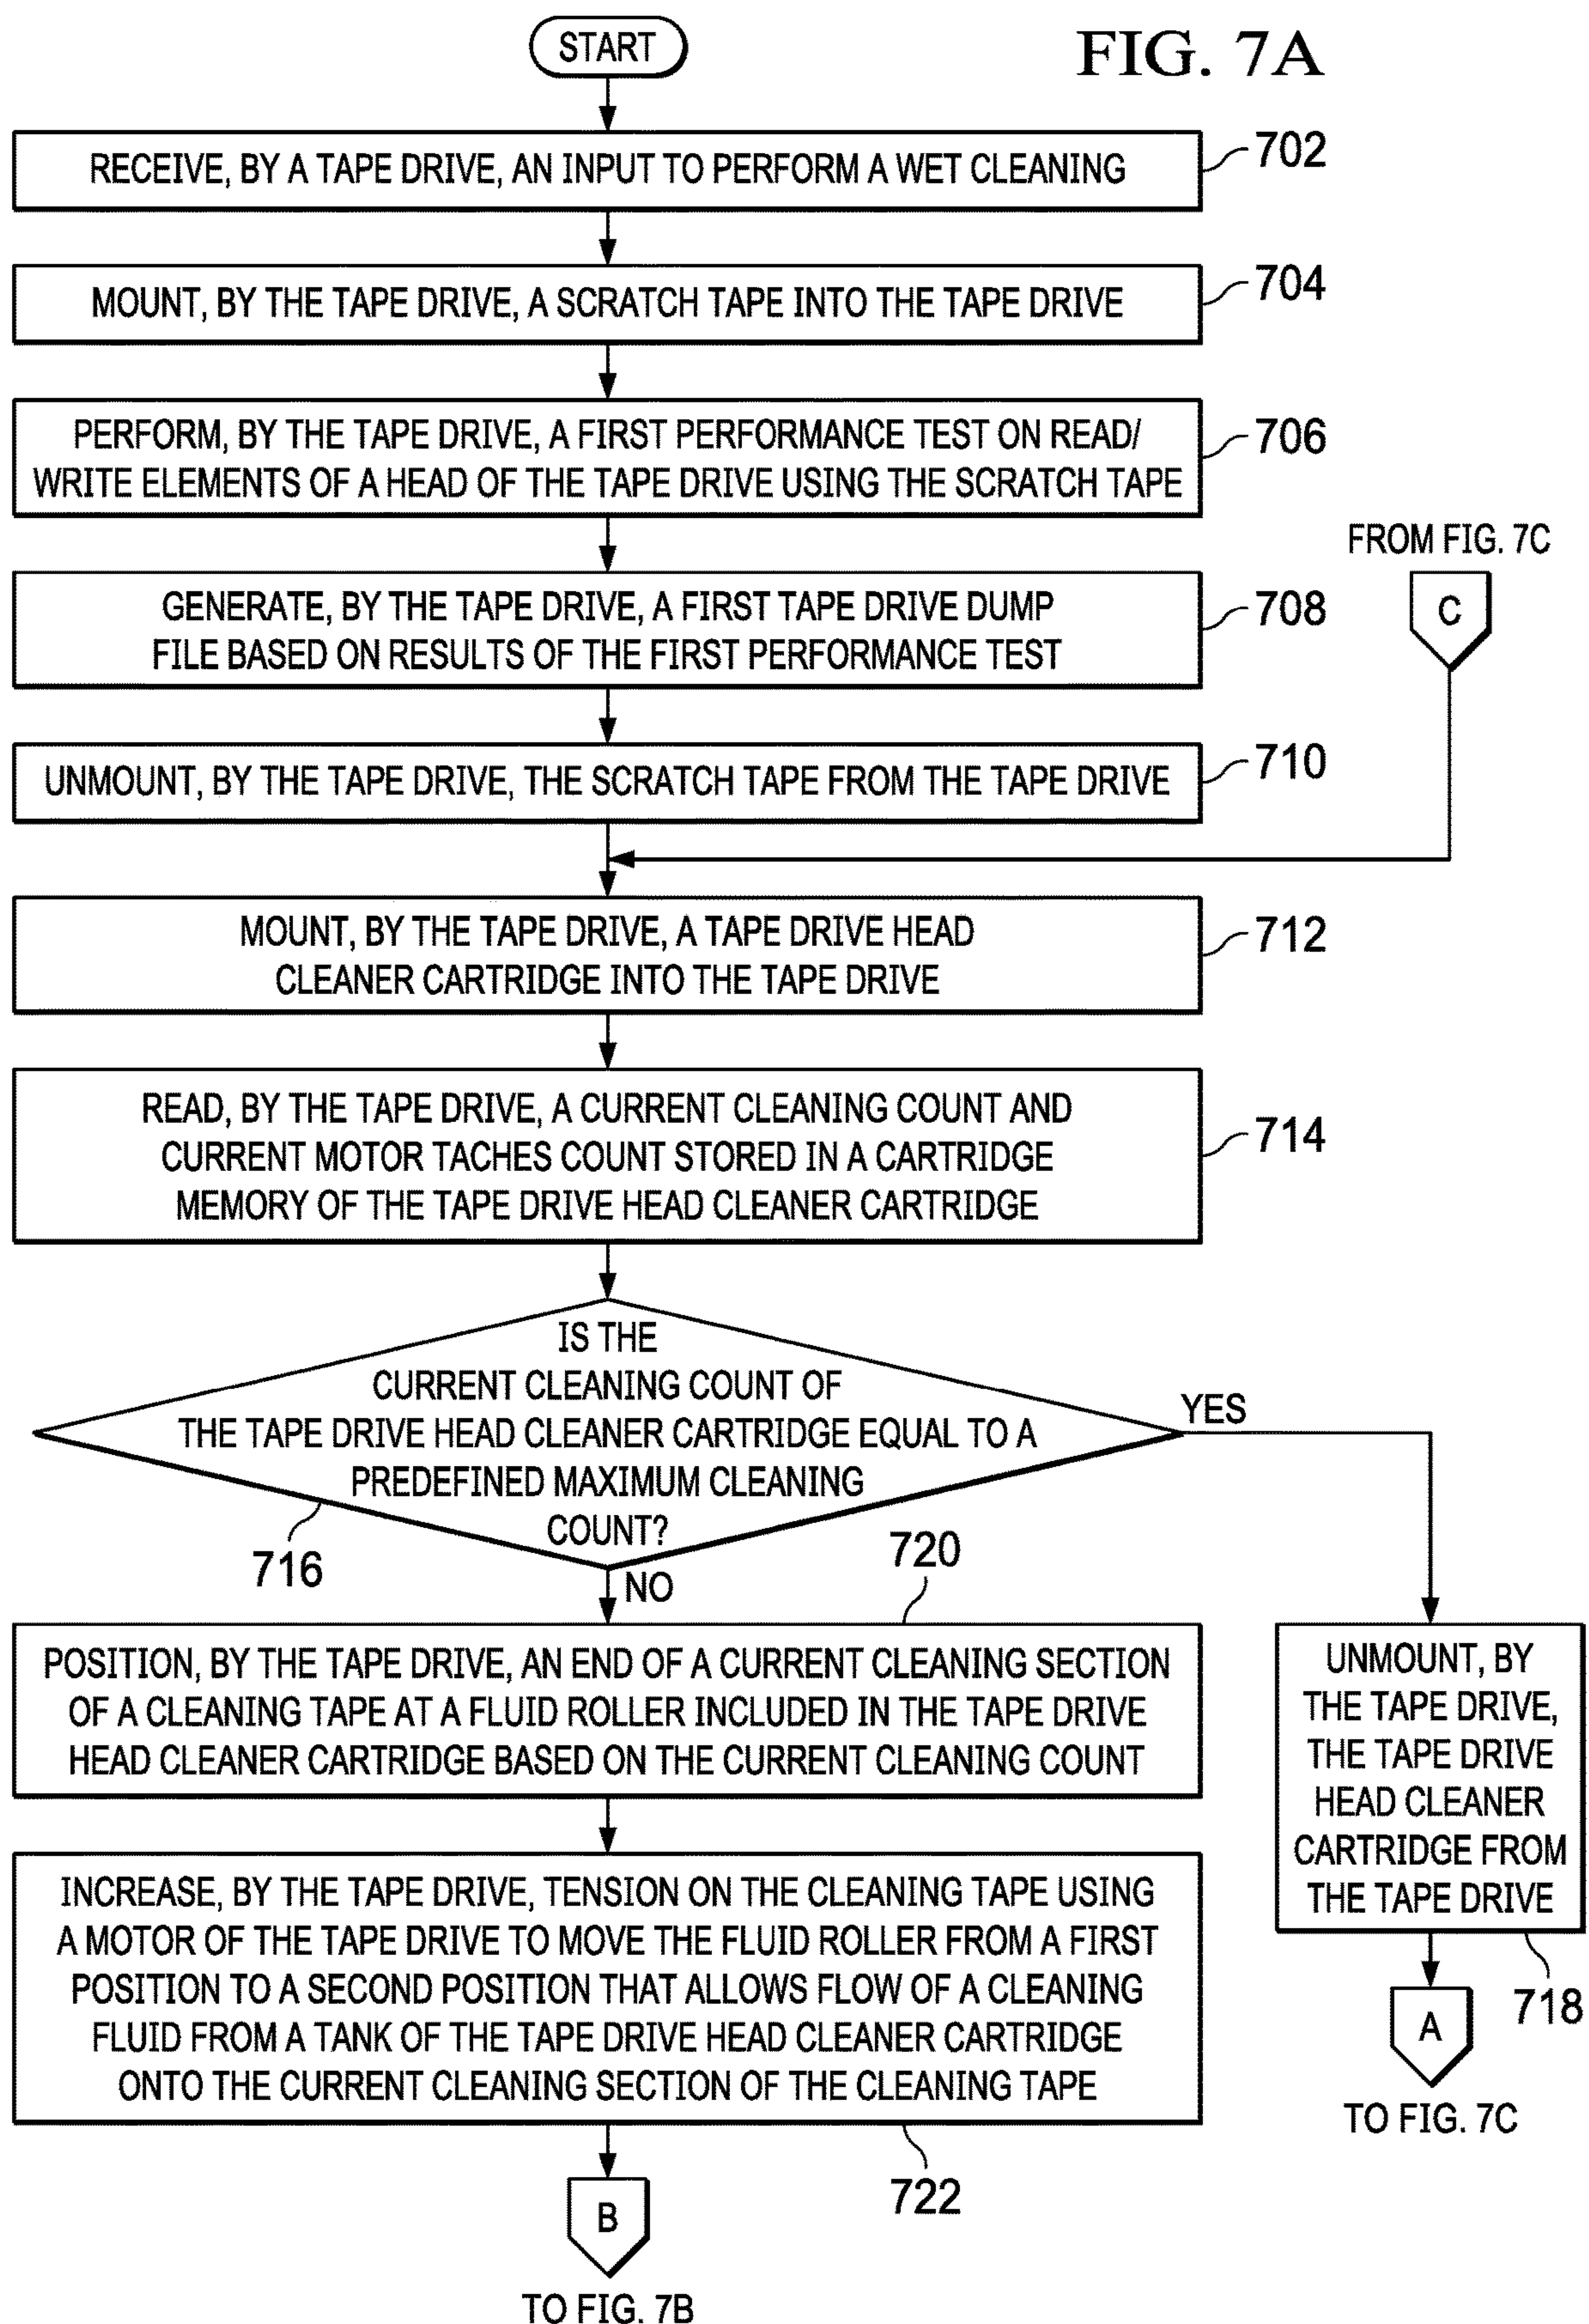 START
FIG. 7A
RECEIVE, BY A TAPE DRIVE, AN INPUT TO PERFORM A WET CLEANING
702
MOUNT, BY THE TAPE DRIVE, A SCRATCH TAPE INTO THE TAPE DRIVE
704
PERFORM, BY THE TAPE DRIVE, A FIRST PERFORMANCE TEST ON READ/
WRITE ELEMENTS OF A HEAD OF THE TAPE DRIVE USING THE SCRATCH TAPE
706
FROM FIG. 7C
C
GENERATE, BY THE TAPE DRIVE, A FIRST TAPE DRIVE DUMP
FILE BASED ON RESULTS OF THE FIRST PERFORMANCE TEST
708
UNMOUNT, BY THE TAPE DRIVE, THE SCRATCH TAPE FROM THE TAPE DRIVE
710
MOUNT, BY THE TAPE DRIVE, A TAPE DRIVE HEAD
CLEANER CARTRIDGE INTO THE TAPE DRIVE
712
READ, BY THE TAPE DRIVE, A CURRENT CLEANING COUNT AND
CURRENT MOTOR TACHES COUNT STORED IN A CARTRIDGE
MEMORY OF THE TAPE DRIVE HEAD CLEANER CARTRIDGE
714
IS THE
CURRENT CLEANING COUNT OF
THE TAPE DRIVE HEAD CLEANER CARTRIDGE EQUAL TO A
PREDEFINED MAXIMUM CLEANING
COUNT?
716
YES
NO
720
POSITION, BY THE TAPE DRIVE, AN END OF A CURRENT CLEANING SECTION
OF A CLEANING TAPE AT A FLUID ROLLER INCLUDED IN THE TAPE DRIVE
HEAD CLEANER CARTRIDGE BASED ON THE CURRENT CLEANING COUNT
UNMOUNT, BY
THE TAPE DRIVE,
THE TAPE DRIVE
HEAD CLEANER
CARTRIDGE FROM
THE TAPE DRIVE
718
A
TO FIG. 7C
INCREASE, BY THE TAPE DRIVE, TENSION ON THE CLEANING TAPE USING
A MOTOR OF THE TAPE DRIVE TO MOVE THE FLUID ROLLER FROM A FIRST
POSITION TO A SECOND POSITION THAT ALLOWS FLOW OF A CLEANING
FLUID FROM A TANK OF THE TAPE DRIVE HEAD CLEANER CARTRIDGE
ONTO THE CURRENT CLEANING SECTION OF THE CLEANING TAPE
722
B
TO FIG. 7B